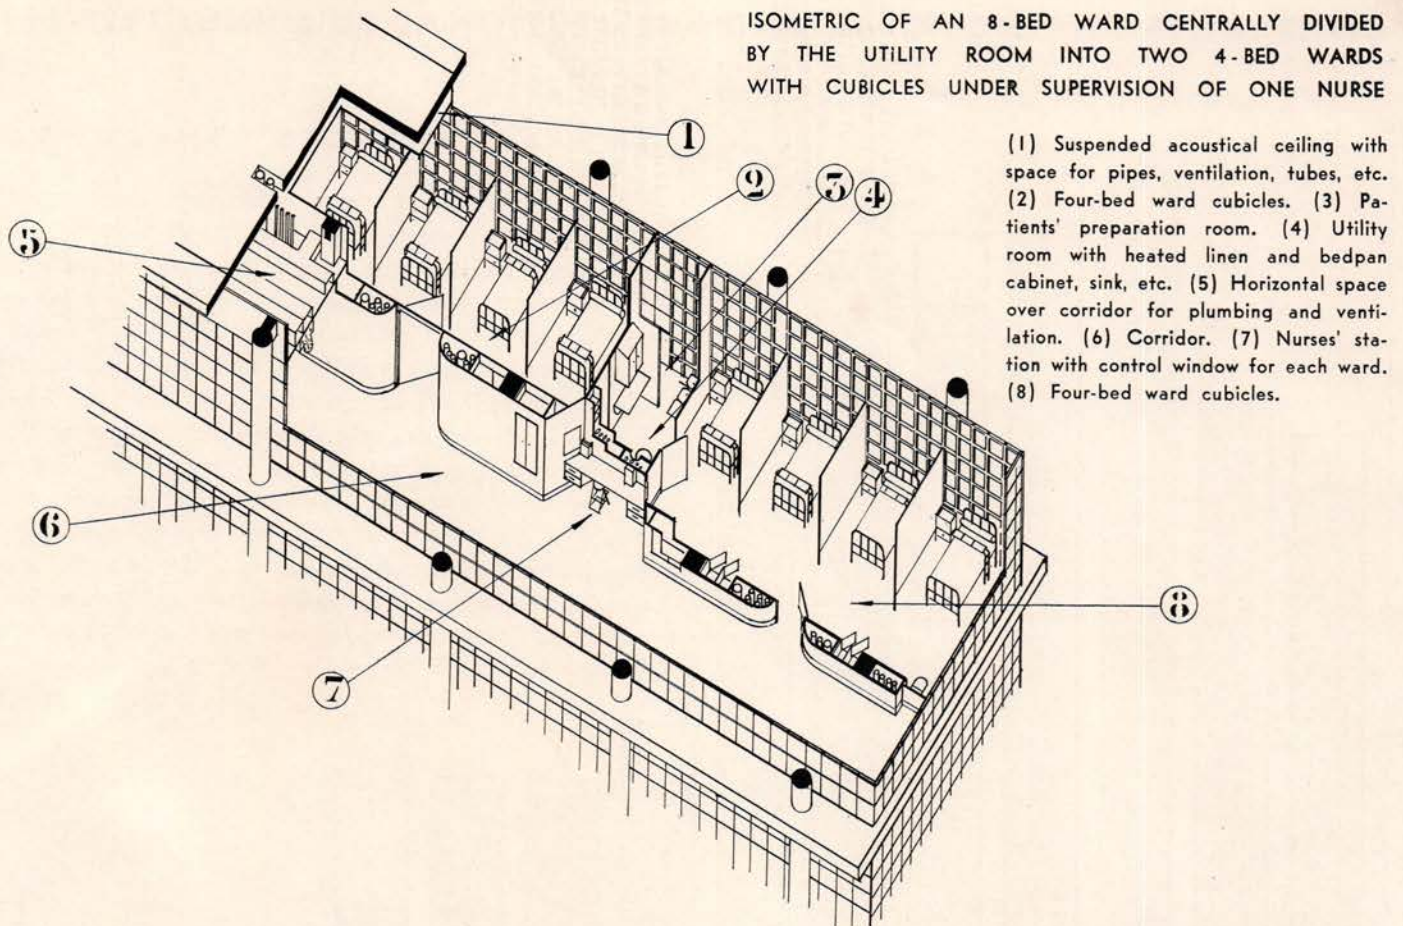 ISOMETRIC OF AN 8-BED WARD CENTRALLY DIVIDED
BY THE UTILITY ROOM INTO TWO 4-BED WARDS
WITH CUBICLES UNDER SUPERVISION OF ONE NURSE
(1) Suspended acoustical ceiling with
space for pipes, ventilation, tubes, etc.
(2) Four-bed ward cubicles. (3) Pa-
tients' preparation room. (4) Utility
room with heated linen and bedpan
cabinet, sink, etc. (5) Horizontal space
over corridor for plumbing and venti-
lation. (6) Corridor. (7) Nurses' sta-
tion with control window for each ward.
(8) Four-bed ward cubicles.
1
2
3
4
5
6
7
8